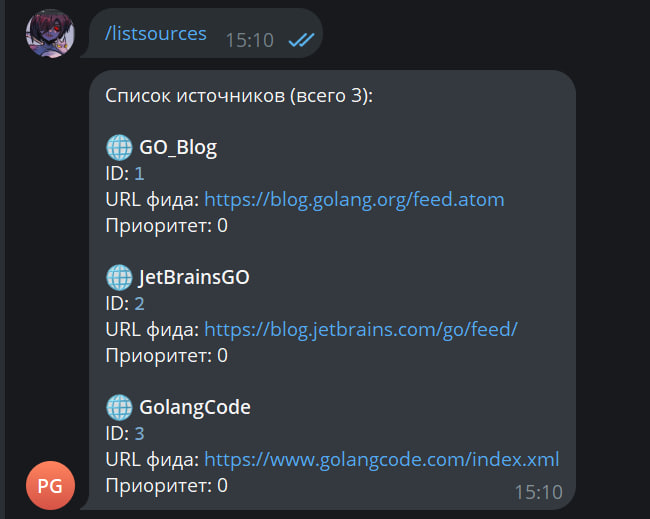 /listsources
15:10
Список источников (всего 3):
GO_Blog
ID: 1
URL фида: https://blog.golang.org/feed.atom
Приоритет: 0
JetBrainsGO
ID: 2
URL фида: https://blog.jetbrains.com/go/feed/
Приоритет: 0
GolangCode
ID: 3
URL фида: https://www.golangcode.com/index.xml
Приоритет: 0
PG
15:10